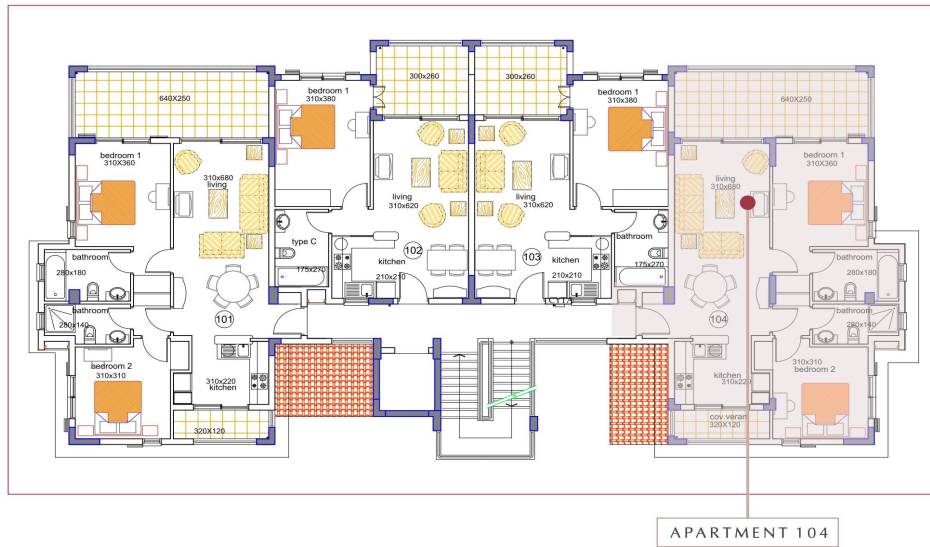 300x260
300x260
640X250
bedroom 1
310x380
bedroom 1
310x380
640X250
bedroom 1
310X360
310x680
living
living
310x620
living
310x620
living
310x680
bedroom 1
310X360
type C
175x270
bathroom
175x270
102
kitchen
210x210
103
kitchen
210x210
bathroom
280x180
bathroom
280x180
bathroom
280x140
bathroom
280x140
101
104
bedroom 2
310x310
310x220
kitchen
kitchen
310x220
310x310
bedroom 2
320X120
cov.veran
320X120
APARTMENT 104